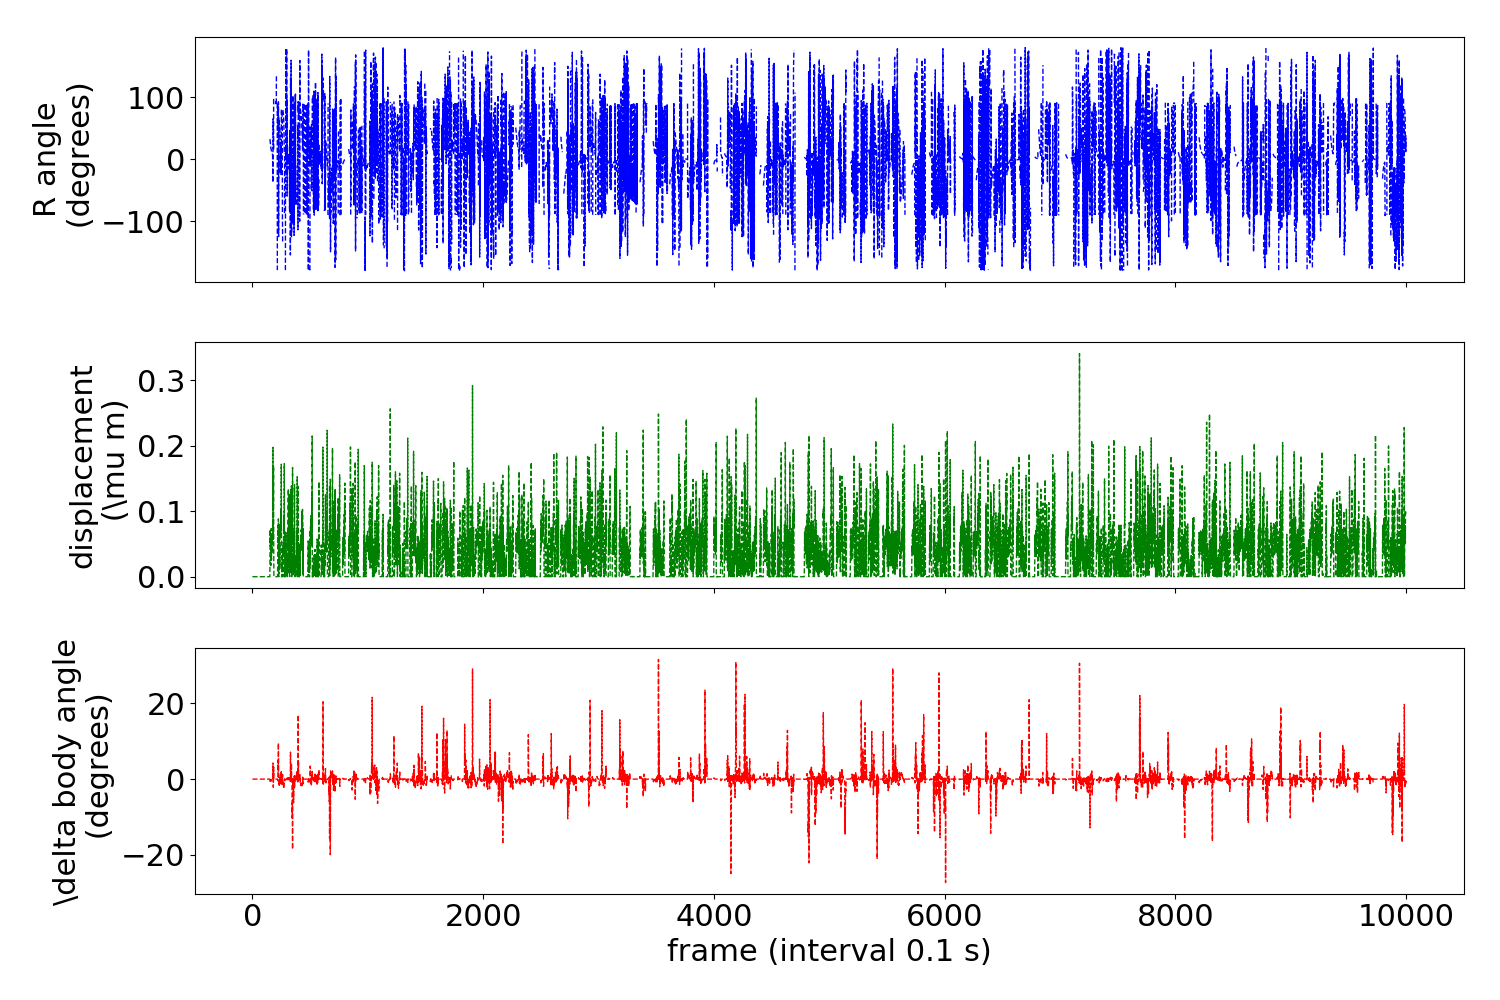 R angle
(degrees)
100
0
−100
displacement
(\mu m)
0.3
0.2
0.1
0.0
\delta body angle
(degrees)
20
0
−20
0 2000 4000 6000 8000 10000
frame (interval 0.1 s)